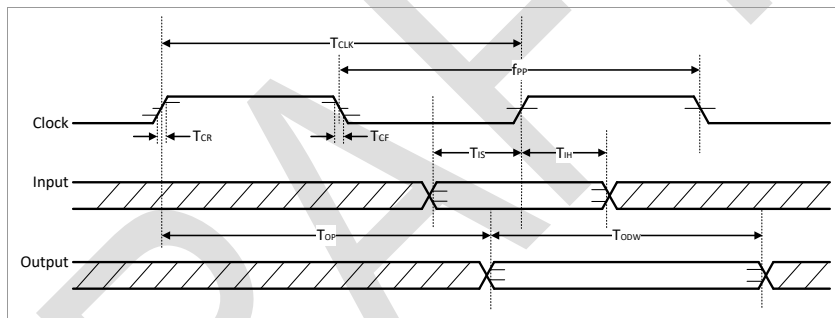 TCLK
fPP
Clock
TCR
TCF
TIS
TIH
Input
TOP
TODW
Output